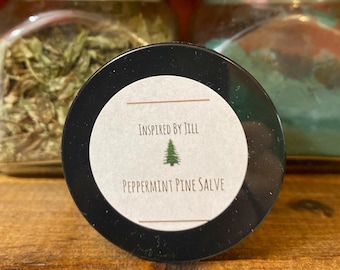 Inspired By Jill
Peppermint Pine Salve